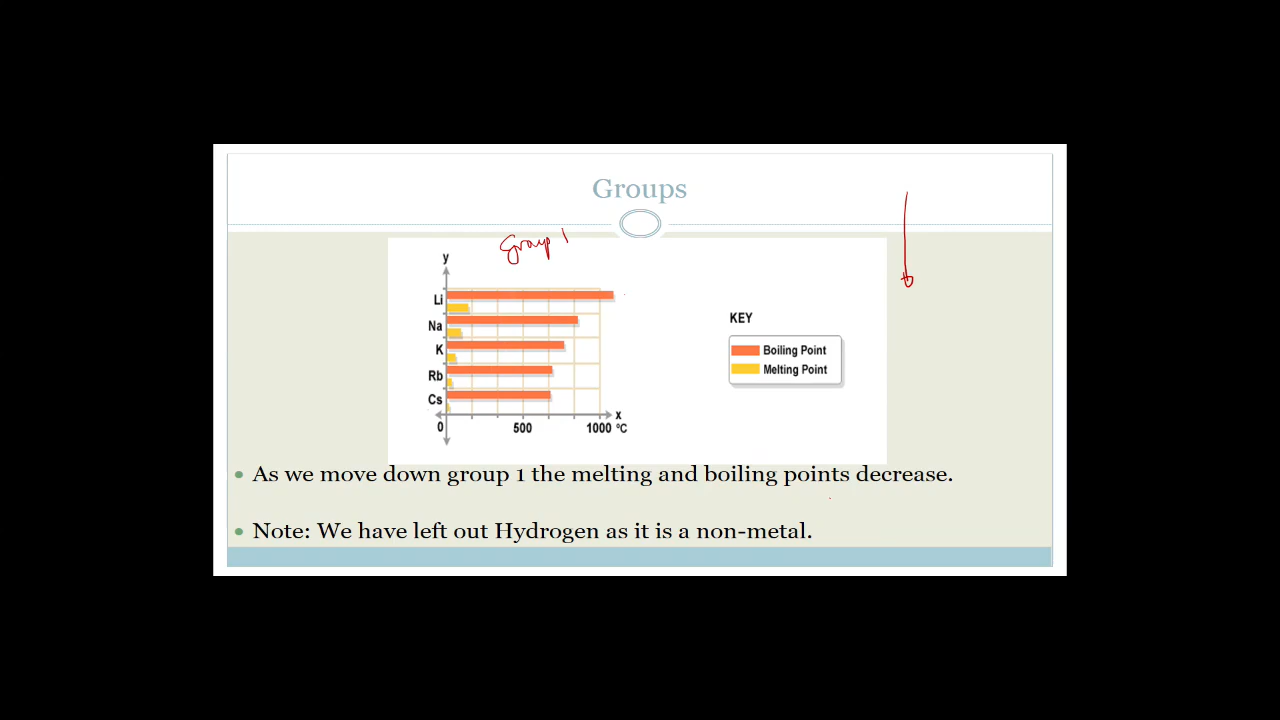 Groups
Group 1
y
Li
Na
K
Rb
Cs
0
500
1000
x
°C
KEY
Boiling Point
Melting Point
As we move down group 1 the melting and boiling points decrease.
Note: We have left out Hydrogen as it is a non-metal.